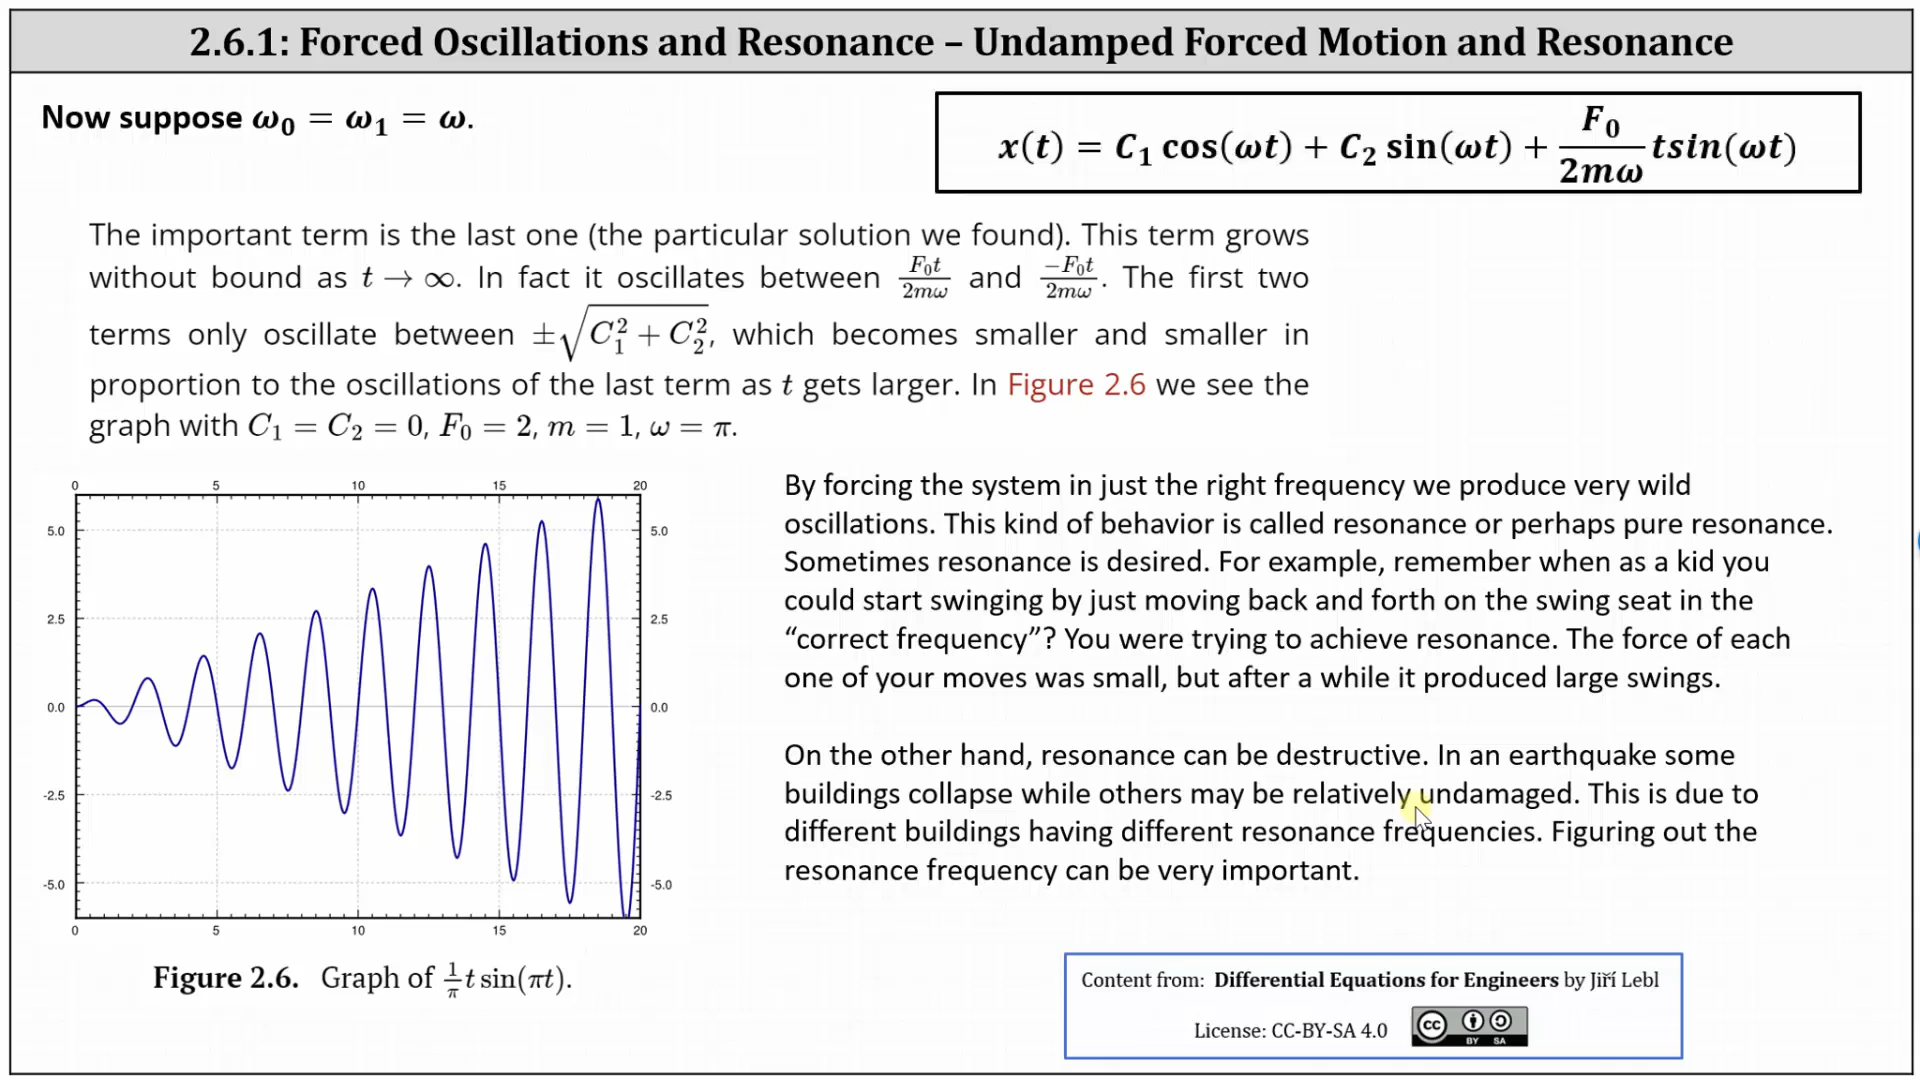 2.6.1: Forced Oscillations and Resonance – Undamped Forced Motion and Resonance
Now suppose ω₀ = ω₁ = ω.
x(t) = C₁ cos(ωt) + C₂ sin(ωt) + F₀/2mω tsin(ωt)
The important term is the last one (the particular solution we found). This term grows
without bound as t → ∞. In fact it oscillates between F₀t/2mω and −F₀t/2mω. The first two
terms only oscillate between ±√(C₁² + C₂²), which becomes smaller and smaller in
proportion to the oscillations of the last term as t gets larger. In Figure 2.6 we see the
graph with C₁ = C₂ = 0, F₀ = 2, m = 1, ω = π.
0 5 10 15 20
5.0 5.0
2.5 2.5
0.0 0.0
-2.5 -2.5
-5.0 -5.0
0 5 10 15 20
Figure 2.6. Graph of 1/π t sin(πt).
By forcing the system in just the right frequency we produce very wild
oscillations. This kind of behavior is called resonance or perhaps pure resonance.
Sometimes resonance is desired. For example, remember when as a kid you
could start swinging by just moving back and forth on the swing seat in the
“correct frequency”? You were trying to achieve resonance. The force of each
one of your moves was small, but after a while it produced large swings.
On the other hand, resonance can be destructive. In an earthquake some
buildings collapse while others may be relatively undamaged. This is due to
different buildings having different resonance frequencies. Figuring out the
resonance frequency can be very important.
Content from: Differential Equations for Engineers by Jiří Lebl
License: CC-BY-SA 4.0
cc BY SA